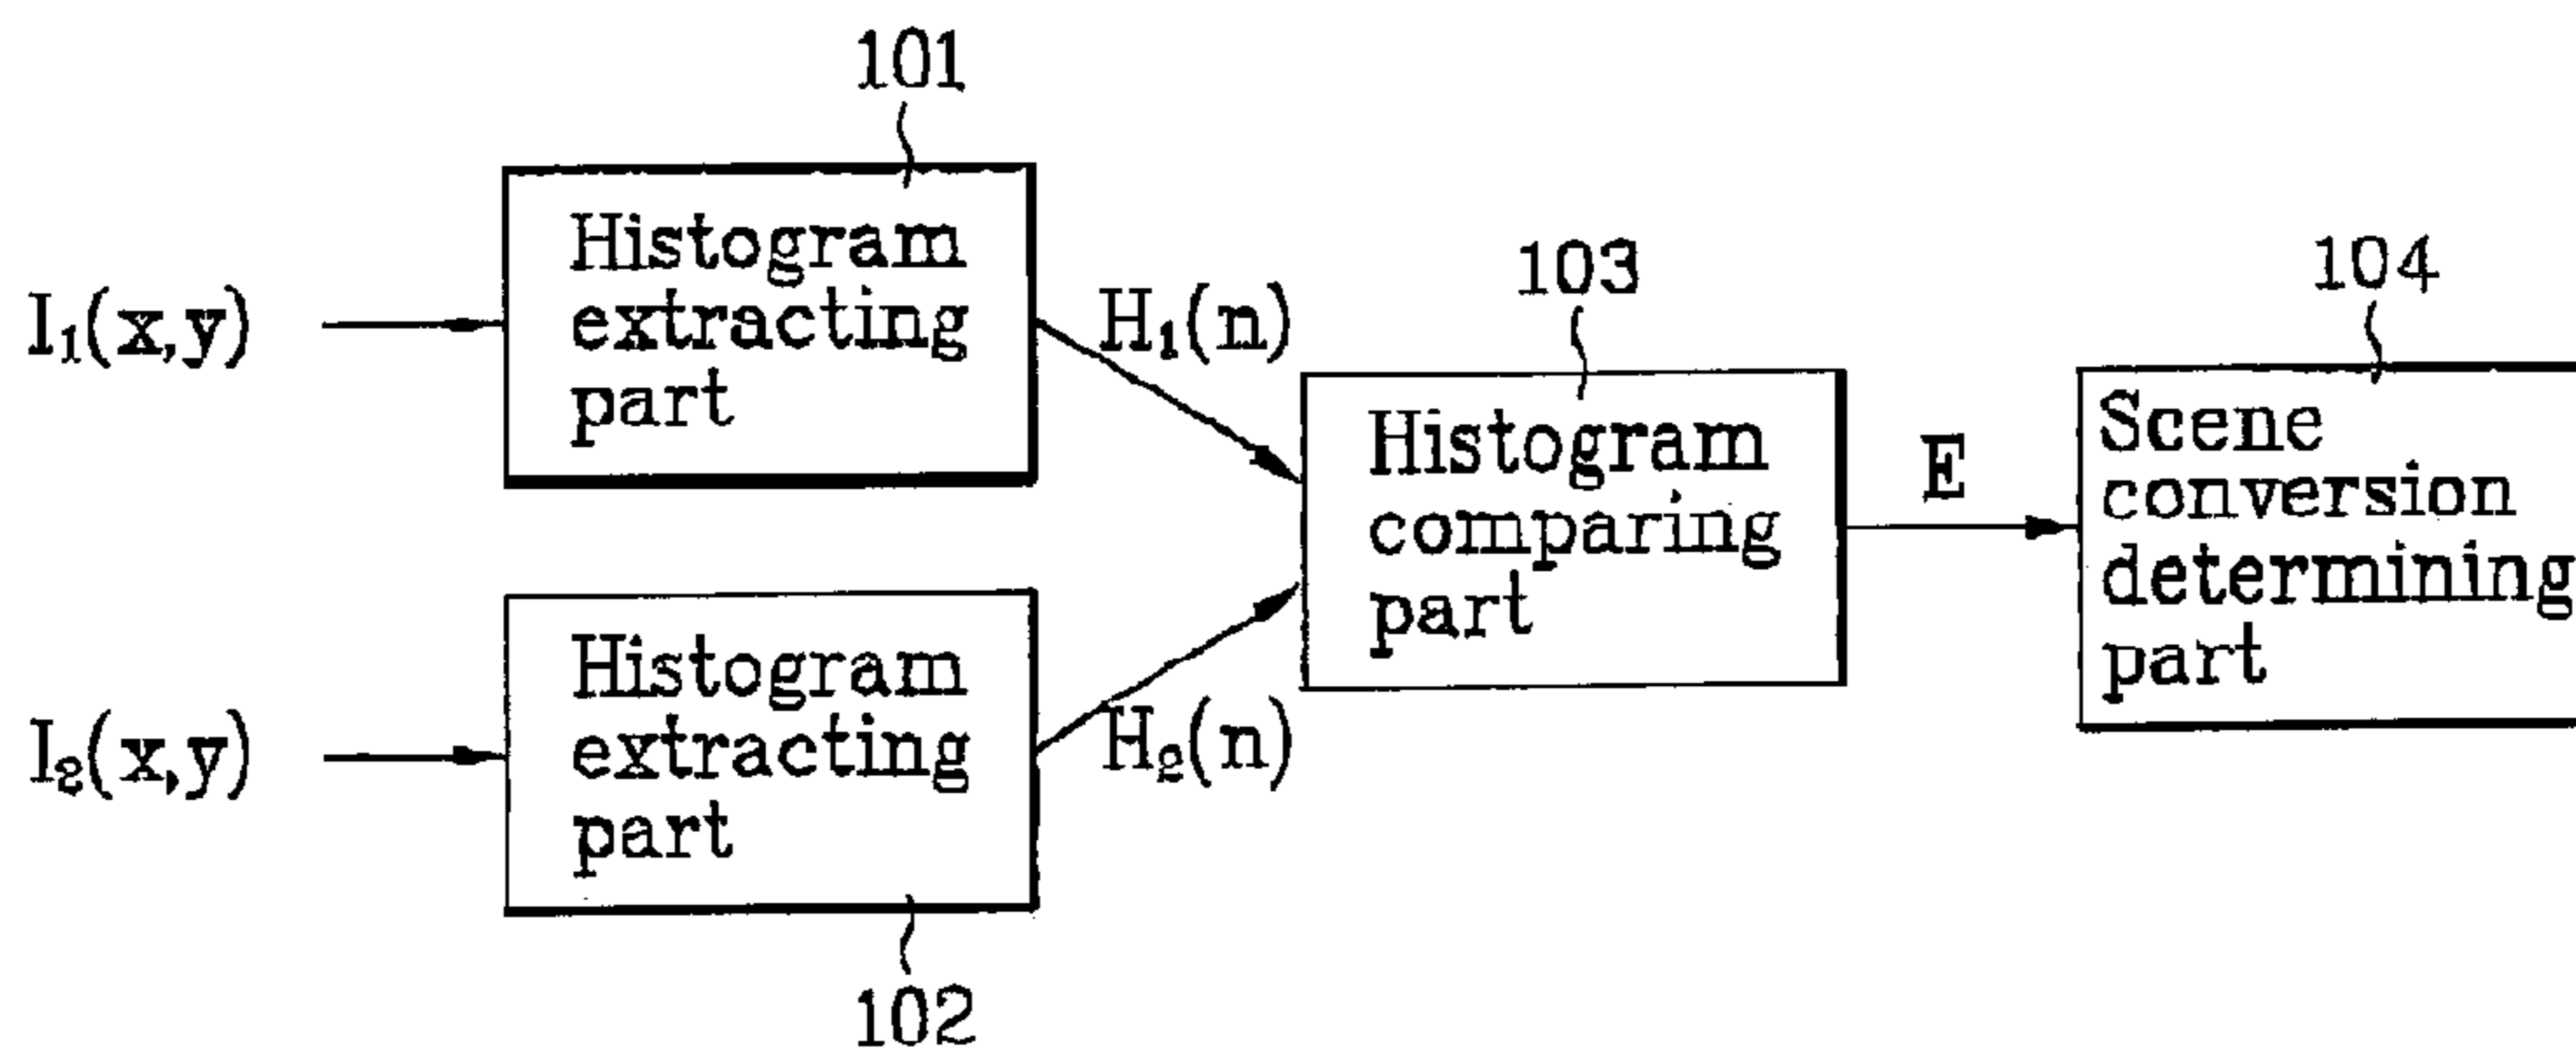 101
Histogram
extracting
part
I₁(x,y)
H₁(n)
103
Histogram
comparing
part
E
104
Scene
conversion
determining
part
I₂(x,y)
Histogram
extracting
part
H₂(n)
102